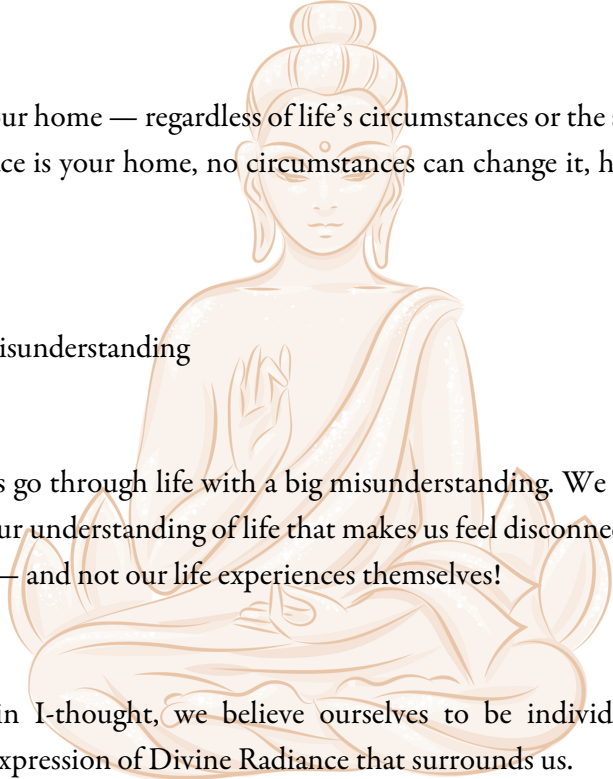 ur home — regardless of life’s circumstances or the
ce is your home, no circumstances can change it, h
isunderstanding
s go through life with a big misunderstanding. We
ur understanding of life that makes us feel disconne
— and not our life experiences themselves!
in I-thought, we believe ourselves to be individ
xpression of Divine Radiance that surrounds us.